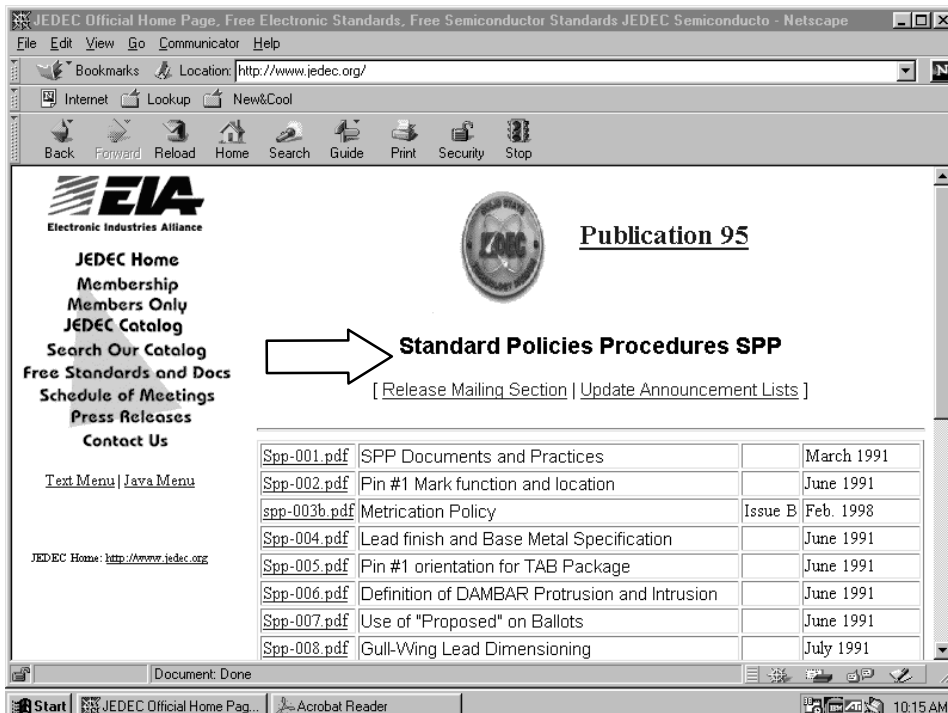 JEDEC Official Home Page, Free Electronic Standards, Free Semiconductor Standards JEDEC Semiconducto - Netscape
File Edit View Go Communicator Help
Bookmarks Location: http://www.jedec.org/
N
Internet Lookup New&Cool
Back Forward Reload Home Search Guide Print Security Stop
EIA
Electronic Industries Alliance
JEDEC Home
Membership
Members Only
JEDEC Catalog
Search Our Catalog
Free Standards and Docs
Schedule of Meetings
Press Releases
Contact Us
Text Menu | Java Menu
JEDEC Home: http://www.jedec.org
SOLID STATE
JEDEC
Publication 95
Standard Policies Procedures SPP
[ Release Mailing Section | Update Announcement Lists ]
Spp-001.pdf SPP Documents and Practices March 1991
Spp-002.pdf Pin #1 Mark function and location June 1991
spp-003b.pdf Metrication Policy Issue B Feb. 1998
Spp-004.pdf Lead finish and Base Metal Specification June 1991
Spp-005.pdf Pin #1 orientation for TAB Package June 1991
Spp-006.pdf Definition of DAMBAR Protrusion and Intrusion June 1991
Spp-007.pdf Use of "Proposed" on Ballots June 1991
Spp-008.pdf Gull-Wing Lead Dimensioning July 1991
Document: Done
Start JEDEC Official Home Pag... Acrobat Reader 10:15 AM